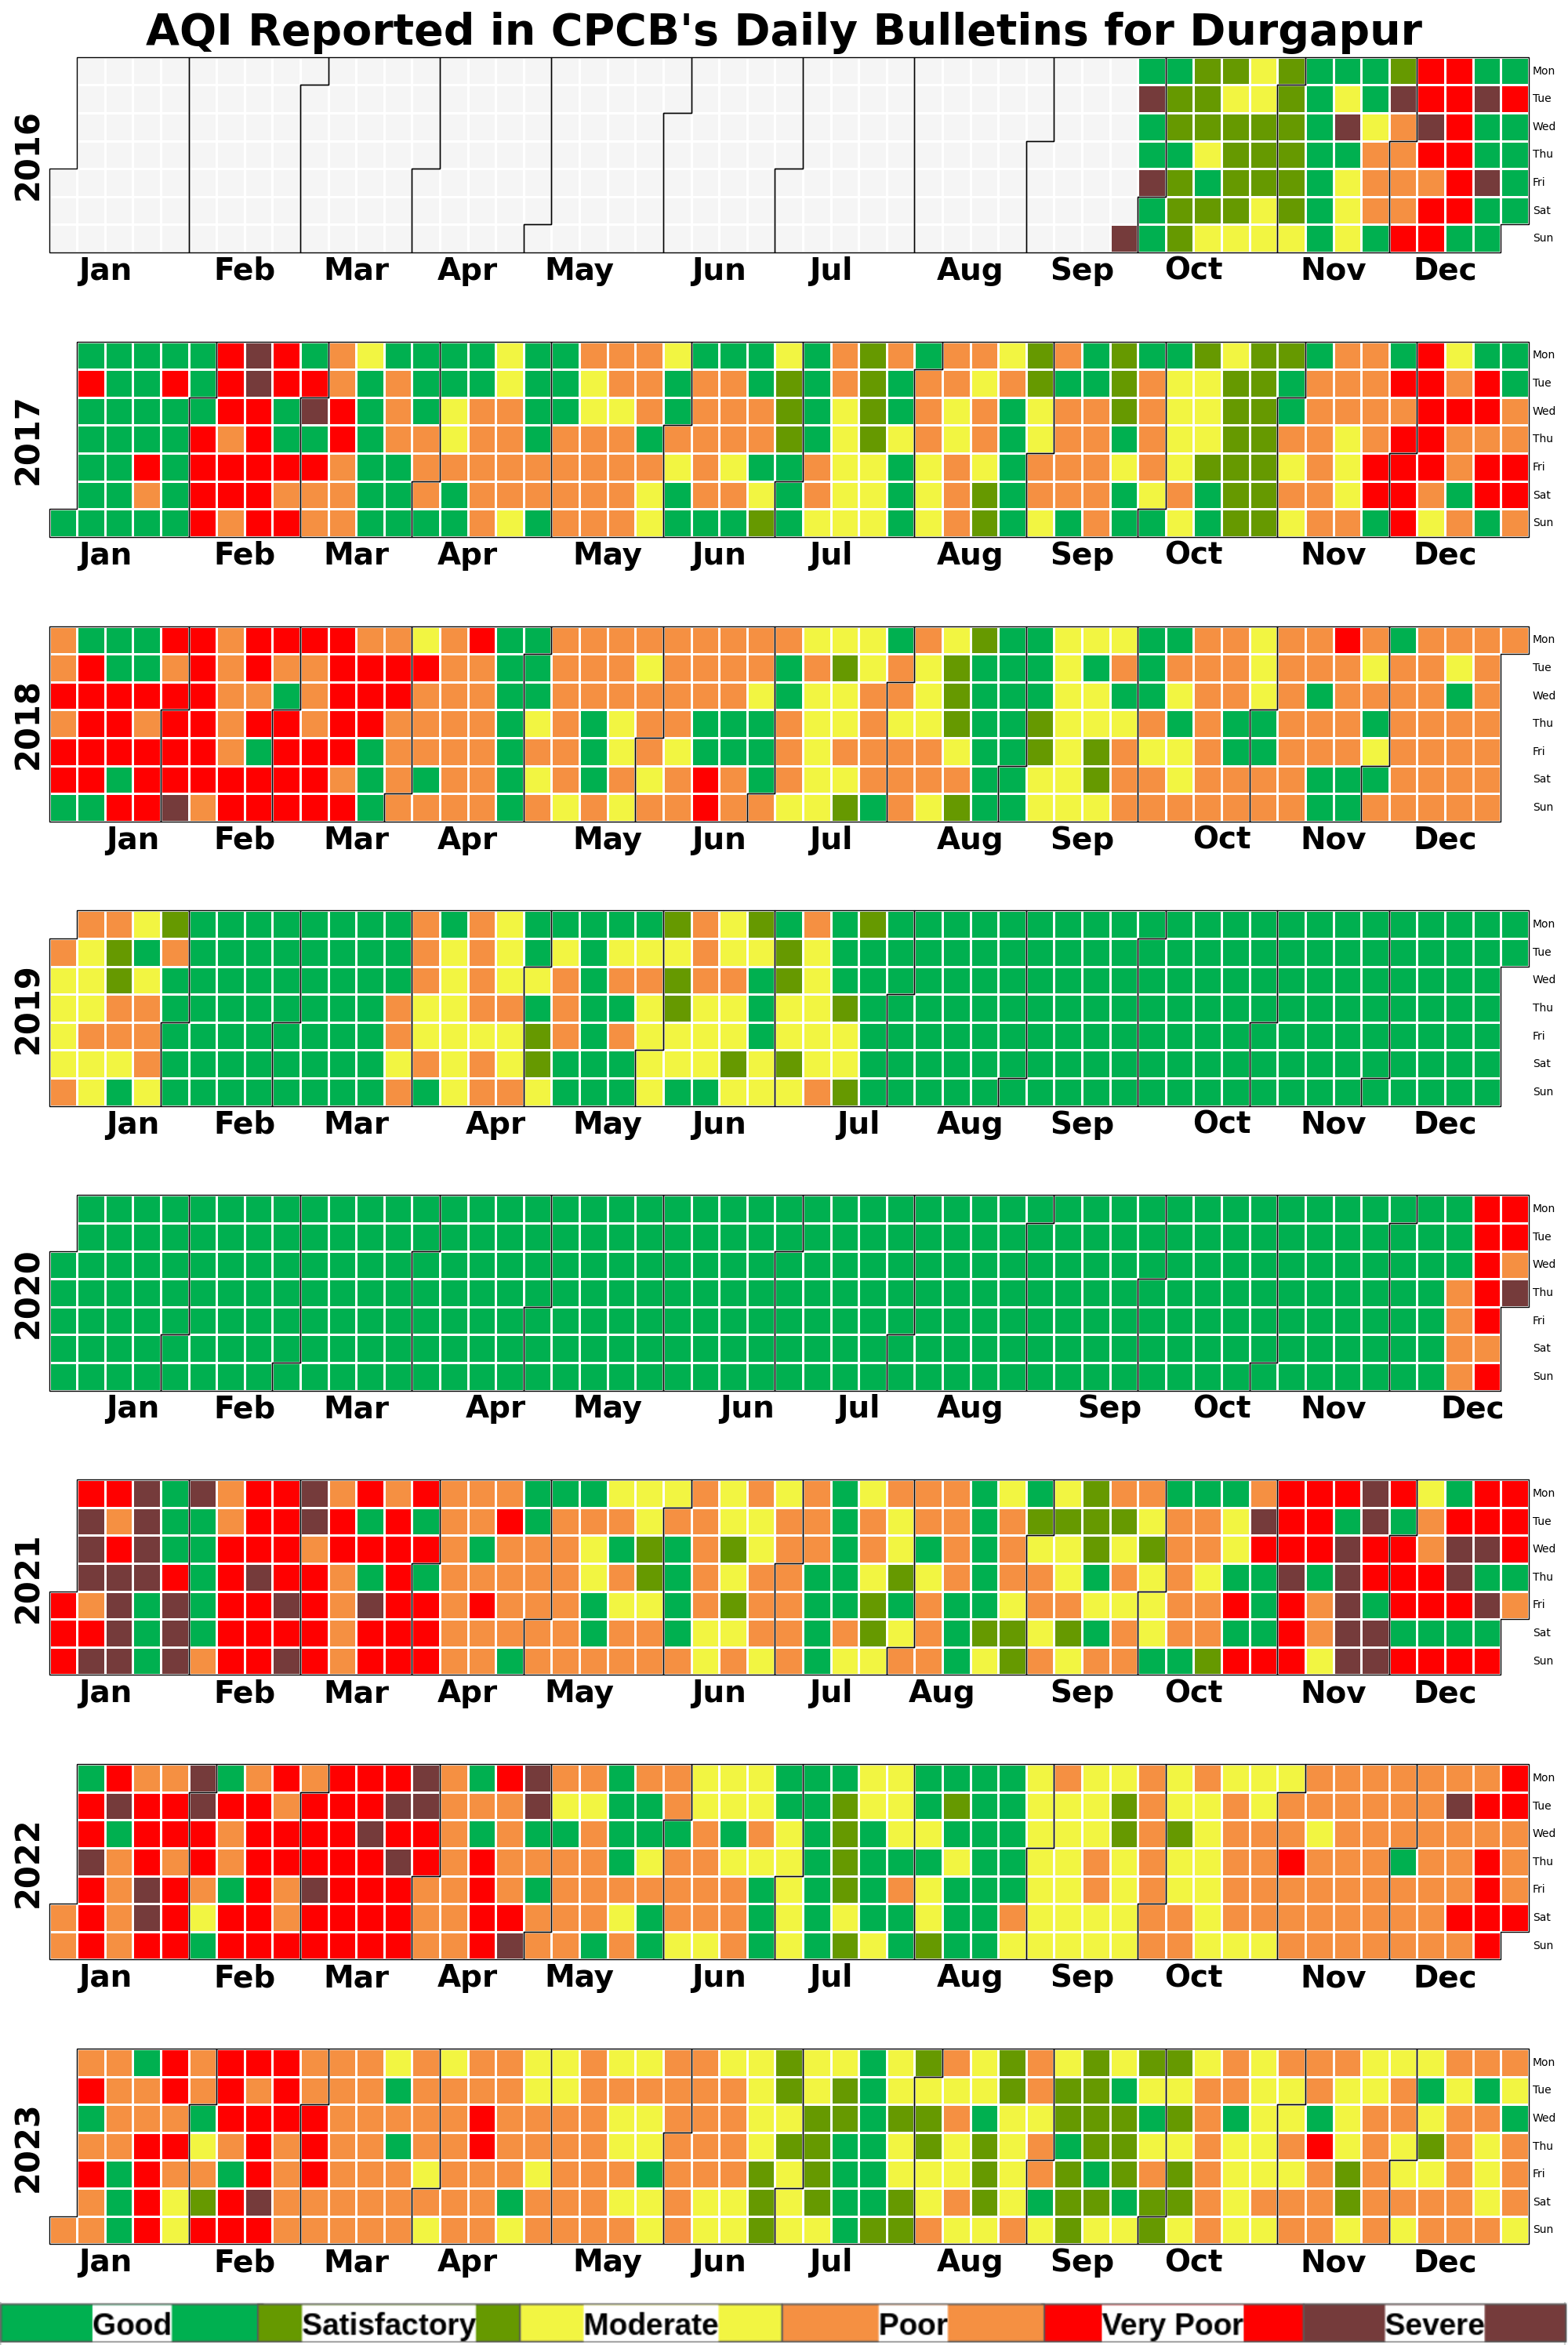 AQI Reported in CPCB's Daily Bulletins for Durgapur
2016
Mon
Tue
Wed
Thu
Fri
Sat
Sun
Jan Feb Mar Apr May Jun Jul Aug Sep Oct Nov Dec
2017
Mon
Tue
Wed
Thu
Fri
Sat
Sun
Jan Feb Mar Apr May Jun Jul Aug Sep Oct Nov Dec
2018
Mon
Tue
Wed
Thu
Fri
Sat
Sun
Jan Feb Mar Apr May Jun Jul Aug Sep Oct Nov Dec
2019
Mon
Tue
Wed
Thu
Fri
Sat
Sun
Jan Feb Mar Apr May Jun Jul Aug Sep Oct Nov Dec
2020
Mon
Tue
Wed
Thu
Fri
Sat
Sun
Jan Feb Mar Apr May Jun Jul Aug Sep Oct Nov Dec
2021
Mon
Tue
Wed
Thu
Fri
Sat
Sun
Jan Feb Mar Apr May Jun Jul Aug Sep Oct Nov Dec
2022
Mon
Tue
Wed
Thu
Fri
Sat
Sun
Jan Feb Mar Apr May Jun Jul Aug Sep Oct Nov Dec
2023
Mon
Tue
Wed
Thu
Fri
Sat
Sun
Jan Feb Mar Apr May Jun Jul Aug Sep Oct Nov Dec
Good Satisfactory Moderate Poor Very Poor Severe